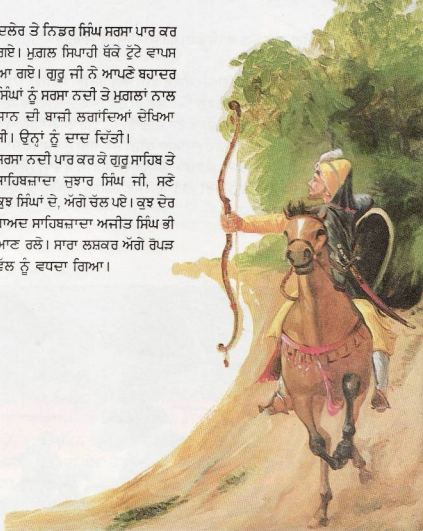 ਦਲੇਰ ਤੇ ਨਿਡਰ ਸਿੰਘ ਸਰਸਾ ਪਾਰ ਕਰ
ਗਏ। ਮੁਗ਼ਲ ਸਿਪਾਹੀ ਥੱਕੇ ਟੁੱਟੇ ਵਾਪਸ
ਆ ਗਏ। ਗੁਰੂ ਜੀ ਨੇ ਆਪਣੇ ਬਹਾਦਰ
ਸਿੰਘਾਂ ਨੂੰ ਸਰਸਾ ਨਦੀ ਤੇ ਮੁਗਲਾਂ ਨਾਲ
ਜਾਨ ਦੀ ਬਾਜ਼ੀ ਲਗਾਂਦਿਆਂ ਦੇਖਿਆ
ਸੀ। ਉਨ੍ਹਾਂ ਨੂੰ ਦਾਦ ਦਿੱਤੀ।
ਸਰਸਾ ਨਦੀ ਪਾਰ ਕਰ ਕੇ ਗੁਰੂ ਸਾਹਿਬ ਤੇ
ਸਾਹਿਬਜ਼ਾਦਾ ਜੁਝਾਰ ਸਿੰਘ ਜੀ, ਸਣੇ
ਕੁਝ ਸਿੰਘਾਂ ਦੇ, ਅੱਗੇ ਚੱਲ ਪਏ। ਕੁਝ ਦੇਰ
ਬਾਅਦ ਸਾਹਿਬਜ਼ਾਦਾ ਅਜੀਤ ਸਿੰਘ ਭੀ
ਆਣ ਰਲੇ। ਸਾਰਾ ਲਸ਼ਕਰ ਅੱਗੇ ਰੋਪੜ
ਵੱਲ ਨੂੰ ਵਧਦਾ ਗਿਆ।